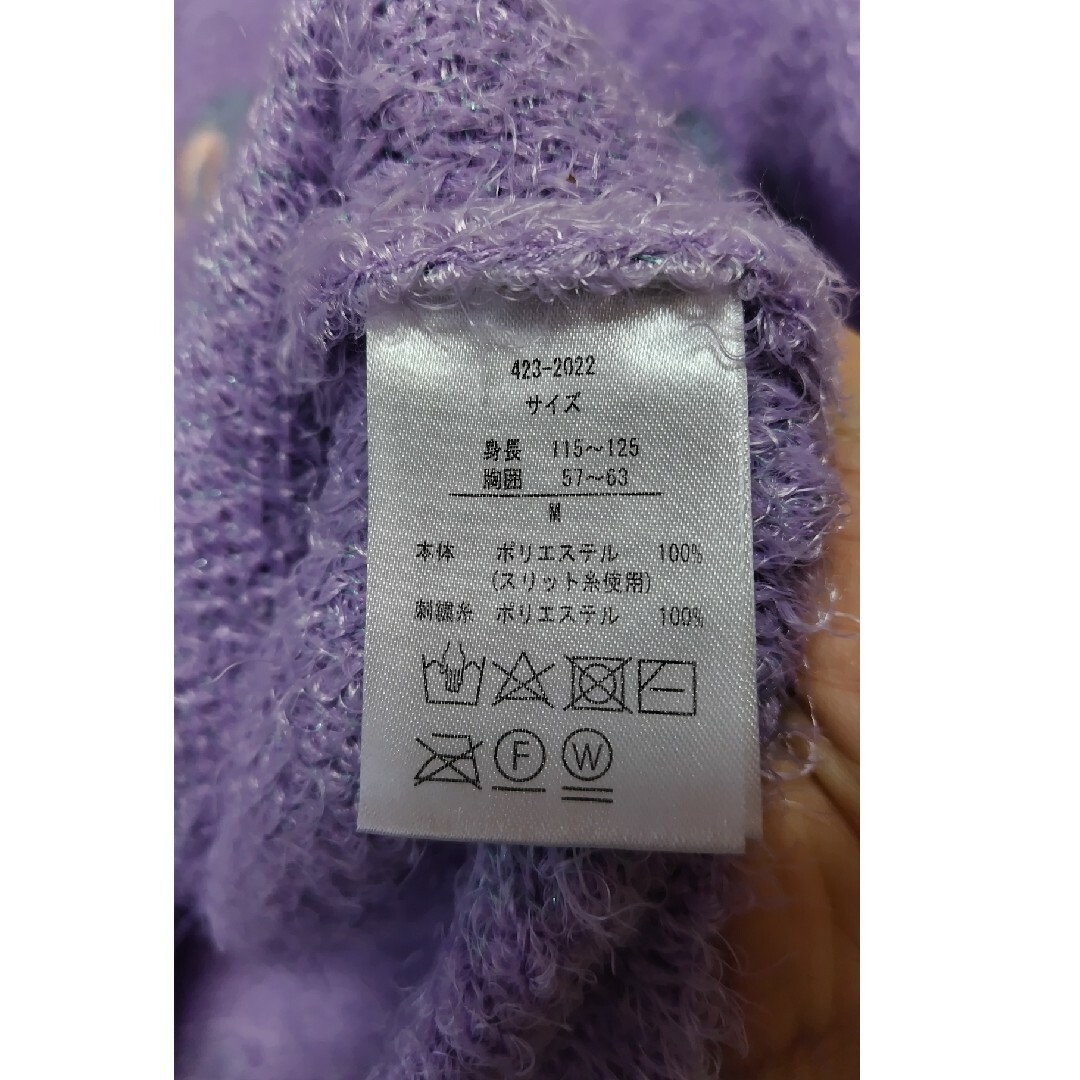 423-2022
サイズ
身長 115～125
胸囲 57～63
M
本体 ポリエステル 100%
(スリット糸使用)
刺繍糸 ポリエステル 100%
F W